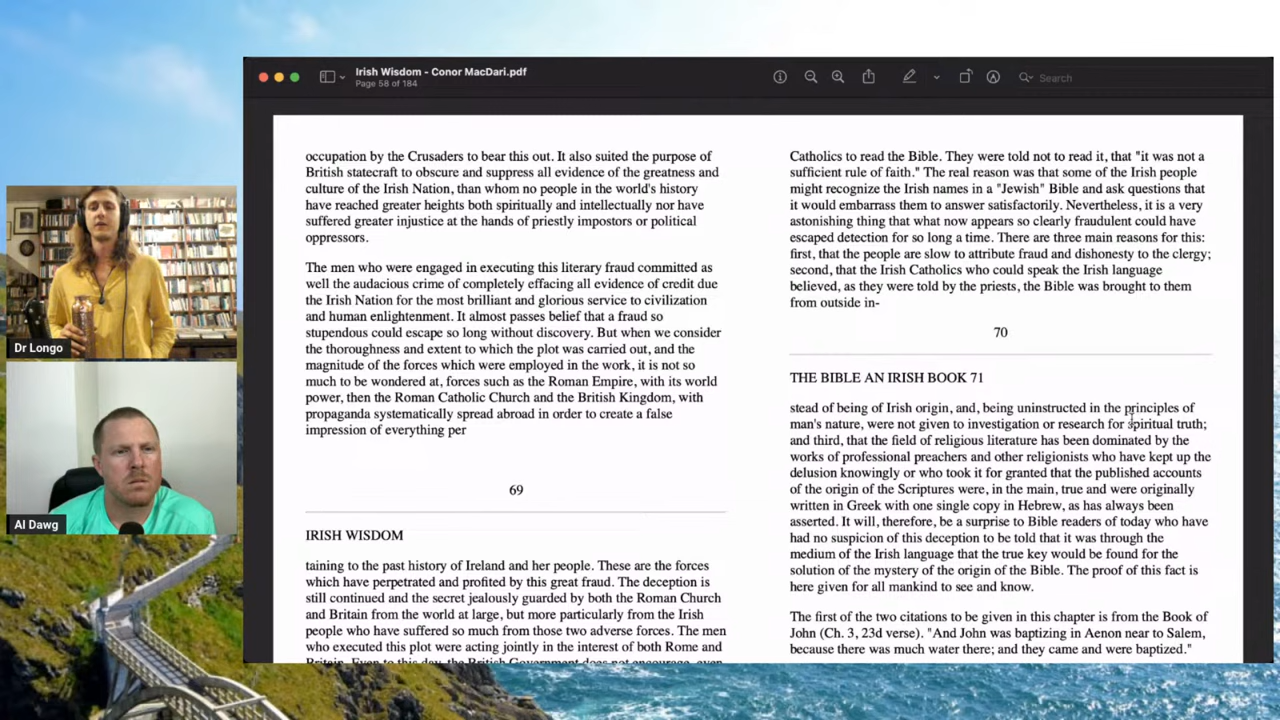 Irish Wisdom - Conor MacDari.pdf
Page 58 of 184
Search
occupation by the Crusaders to bear this out. It also suited the purpose of
British statecraft to obscure and suppress all evidence of the greatness and
culture of the Irish Nation, than whom no people in the world's history
have reached greater heights both spiritually and intellectually nor have
suffered greater injustice at the hands of priestly impostors or political
oppressors.
The men who were engaged in executing this literary fraud committed as
well the audacious crime of completely effacing all evidence of credit due
the Irish Nation for the most brilliant and glorious service to civilization
and human enlightenment. It almost passes belief that a fraud so
stupendous could escape so long without discovery. But when we consider
the thoroughness and extent to which the plot was carried out, and the
magnitude of the forces which were employed in the work, it is not so
much to be wondered at, forces such as the Roman Empire, with its world
power, then the Roman Catholic Church and the British Kingdom, with
propaganda systematically spread abroad in order to create a false
impression of everything per
69
IRISH WISDOM
taining to the past history of Ireland and her people. These are the forces
which have perpetrated and profited by this great fraud. The deception is
still continued and the secret jealously guarded by both the Roman Church
and Britain from the world at large, but more particularly from the Irish
people who have suffered so much from those two adverse forces. The men
who executed this plot were acting jointly in the interest of both Rome and
Britain. Even to this day, the British Government does not encourage, even
Catholics to read the Bible. They were told not to read it, that "it was not a
sufficient rule of faith." The real reason was that some of the Irish people
might recognize the Irish names in a "Jewish" Bible and ask questions that
it would embarrass them to answer satisfactorily. Nevertheless, it is a very
astonishing thing that what now appears so clearly fraudulent could have
escaped detection for so long a time. There are three main reasons for this:
first, that the people are slow to attribute fraud and dishonesty to the clergy;
second, that the Irish Catholics who could speak the Irish language
believed, as they were told by the priests, the Bible was brought to them
from outside in-
70
THE BIBLE AN IRISH BOOK 71
stead of being of Irish origin, and, being uninstructed in the principles of
man's nature, were not given to investigation or research for spiritual truth;
and third, that the field of religious literature has been dominated by the
works of professional preachers and other religionists who have kept up the
delusion knowingly or who took it for granted that the published accounts
of the origin of the Scriptures were, in the main, true and were originally
written in Greek with one single copy in Hebrew, as has always been
asserted. It will, therefore, be a surprise to Bible readers of today who have
had no suspicion of this deception to be told that it was through the
medium of the Irish language that the true key would be found for the
solution of the mystery of the origin of the Bible. The proof of this fact is
here given for all mankind to see and know.
The first of the two citations to be given in this chapter is from the Book of
John (Ch. 3, 23d verse). "And John was baptizing in Aenon near to Salem,
because there was much water there; and they came and were baptized."
Dr Longo
Al Dawg